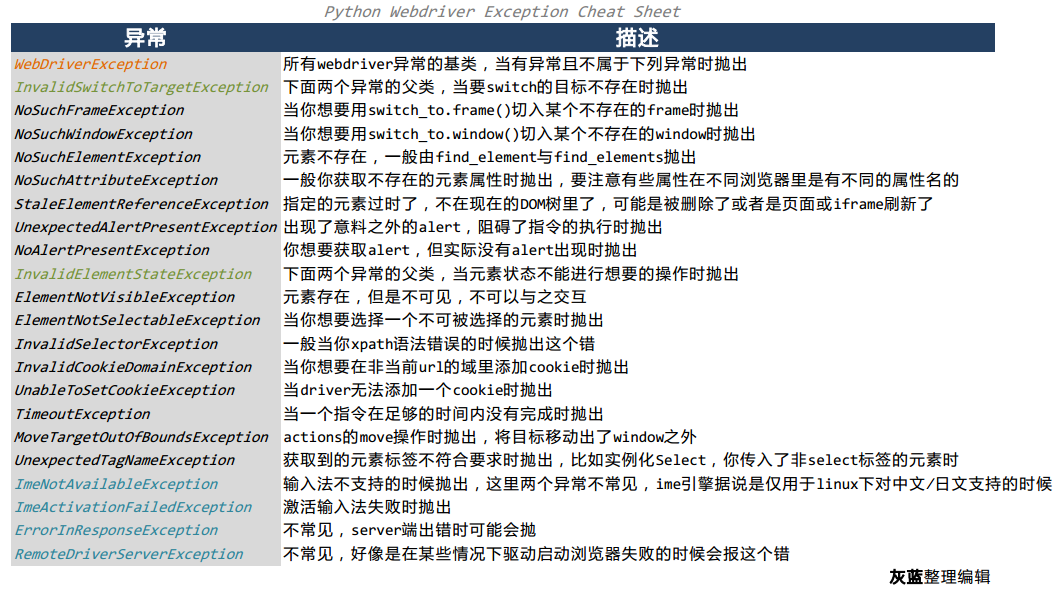 Python Webdriver Exception Cheat Sheet
异常 描述
WebDriverException 所有webdriver异常的基类，当有异常且不属于下列异常时抛出
InvalidSwitchToTargetException 下面两个异常的父类，当要switch的目标不存在时抛出
NoSuchFrameException 当你想要用switch_to.frame()切入某个不存在的frame时抛出
NoSuchWindowException 当你想要用switch_to.window()切入某个不存在的window时抛出
NoSuchElementException 元素不存在，一般由find_element与find_elements抛出
NoSuchAttributeException 一般你获取不存在的元素属性时抛出，要注意有些属性在不同浏览器里是有不同的属性名的
StaleElementReferenceException 指定的元素过时了，不在现在的DOM树里了，可能是被删除了或者是页面或iframe刷新了
UnexpectedAlertPresentException 出现了意料之外的alert，阻碍了指令的执行时抛出
NoAlertPresentException 你想要获取alert，但实际没有alert出现时抛出
InvalidElementStateException 下面两个异常的父类，当元素状态不能进行想要的操作时抛出
ElementNotVisibleException 元素存在，但是不可见，不可以与之交互
ElementNotSelectableException 当你想要选择一个不可被选择的元素时抛出
InvalidSelectorException 一般当你xpath语法错误的时候抛出这个错
InvalidCookieDomainException 当你想要在非当前url的域里添加cookie时抛出
UnableToSetCookieException 当driver无法添加一个cookie时抛出
TimeoutException 当一个指令在足够的时间内没有完成时抛出
MoveTargetOutOfBoundsException actions的move操作时抛出，将目标移动出了window之外
UnexpectedTagNameException 获取到的元素标签不符合要求时抛出，比如实例化Select，你传入了非select标签的元素时
ImeNotAvailableException 输入法不支持的时候抛出，这里两个异常不常见，ime引擎据说是仅用于linux下对中文/日文支持的时候
ImeActivationFailedException 激活输入法失败时抛出
ErrorInResponseException 不常见，server端出错时可能会抛
RemoteDriverServerException 不常见，好像是在某些情况下驱动启动浏览器失败的时候会报这个错
灰蓝整理编辑